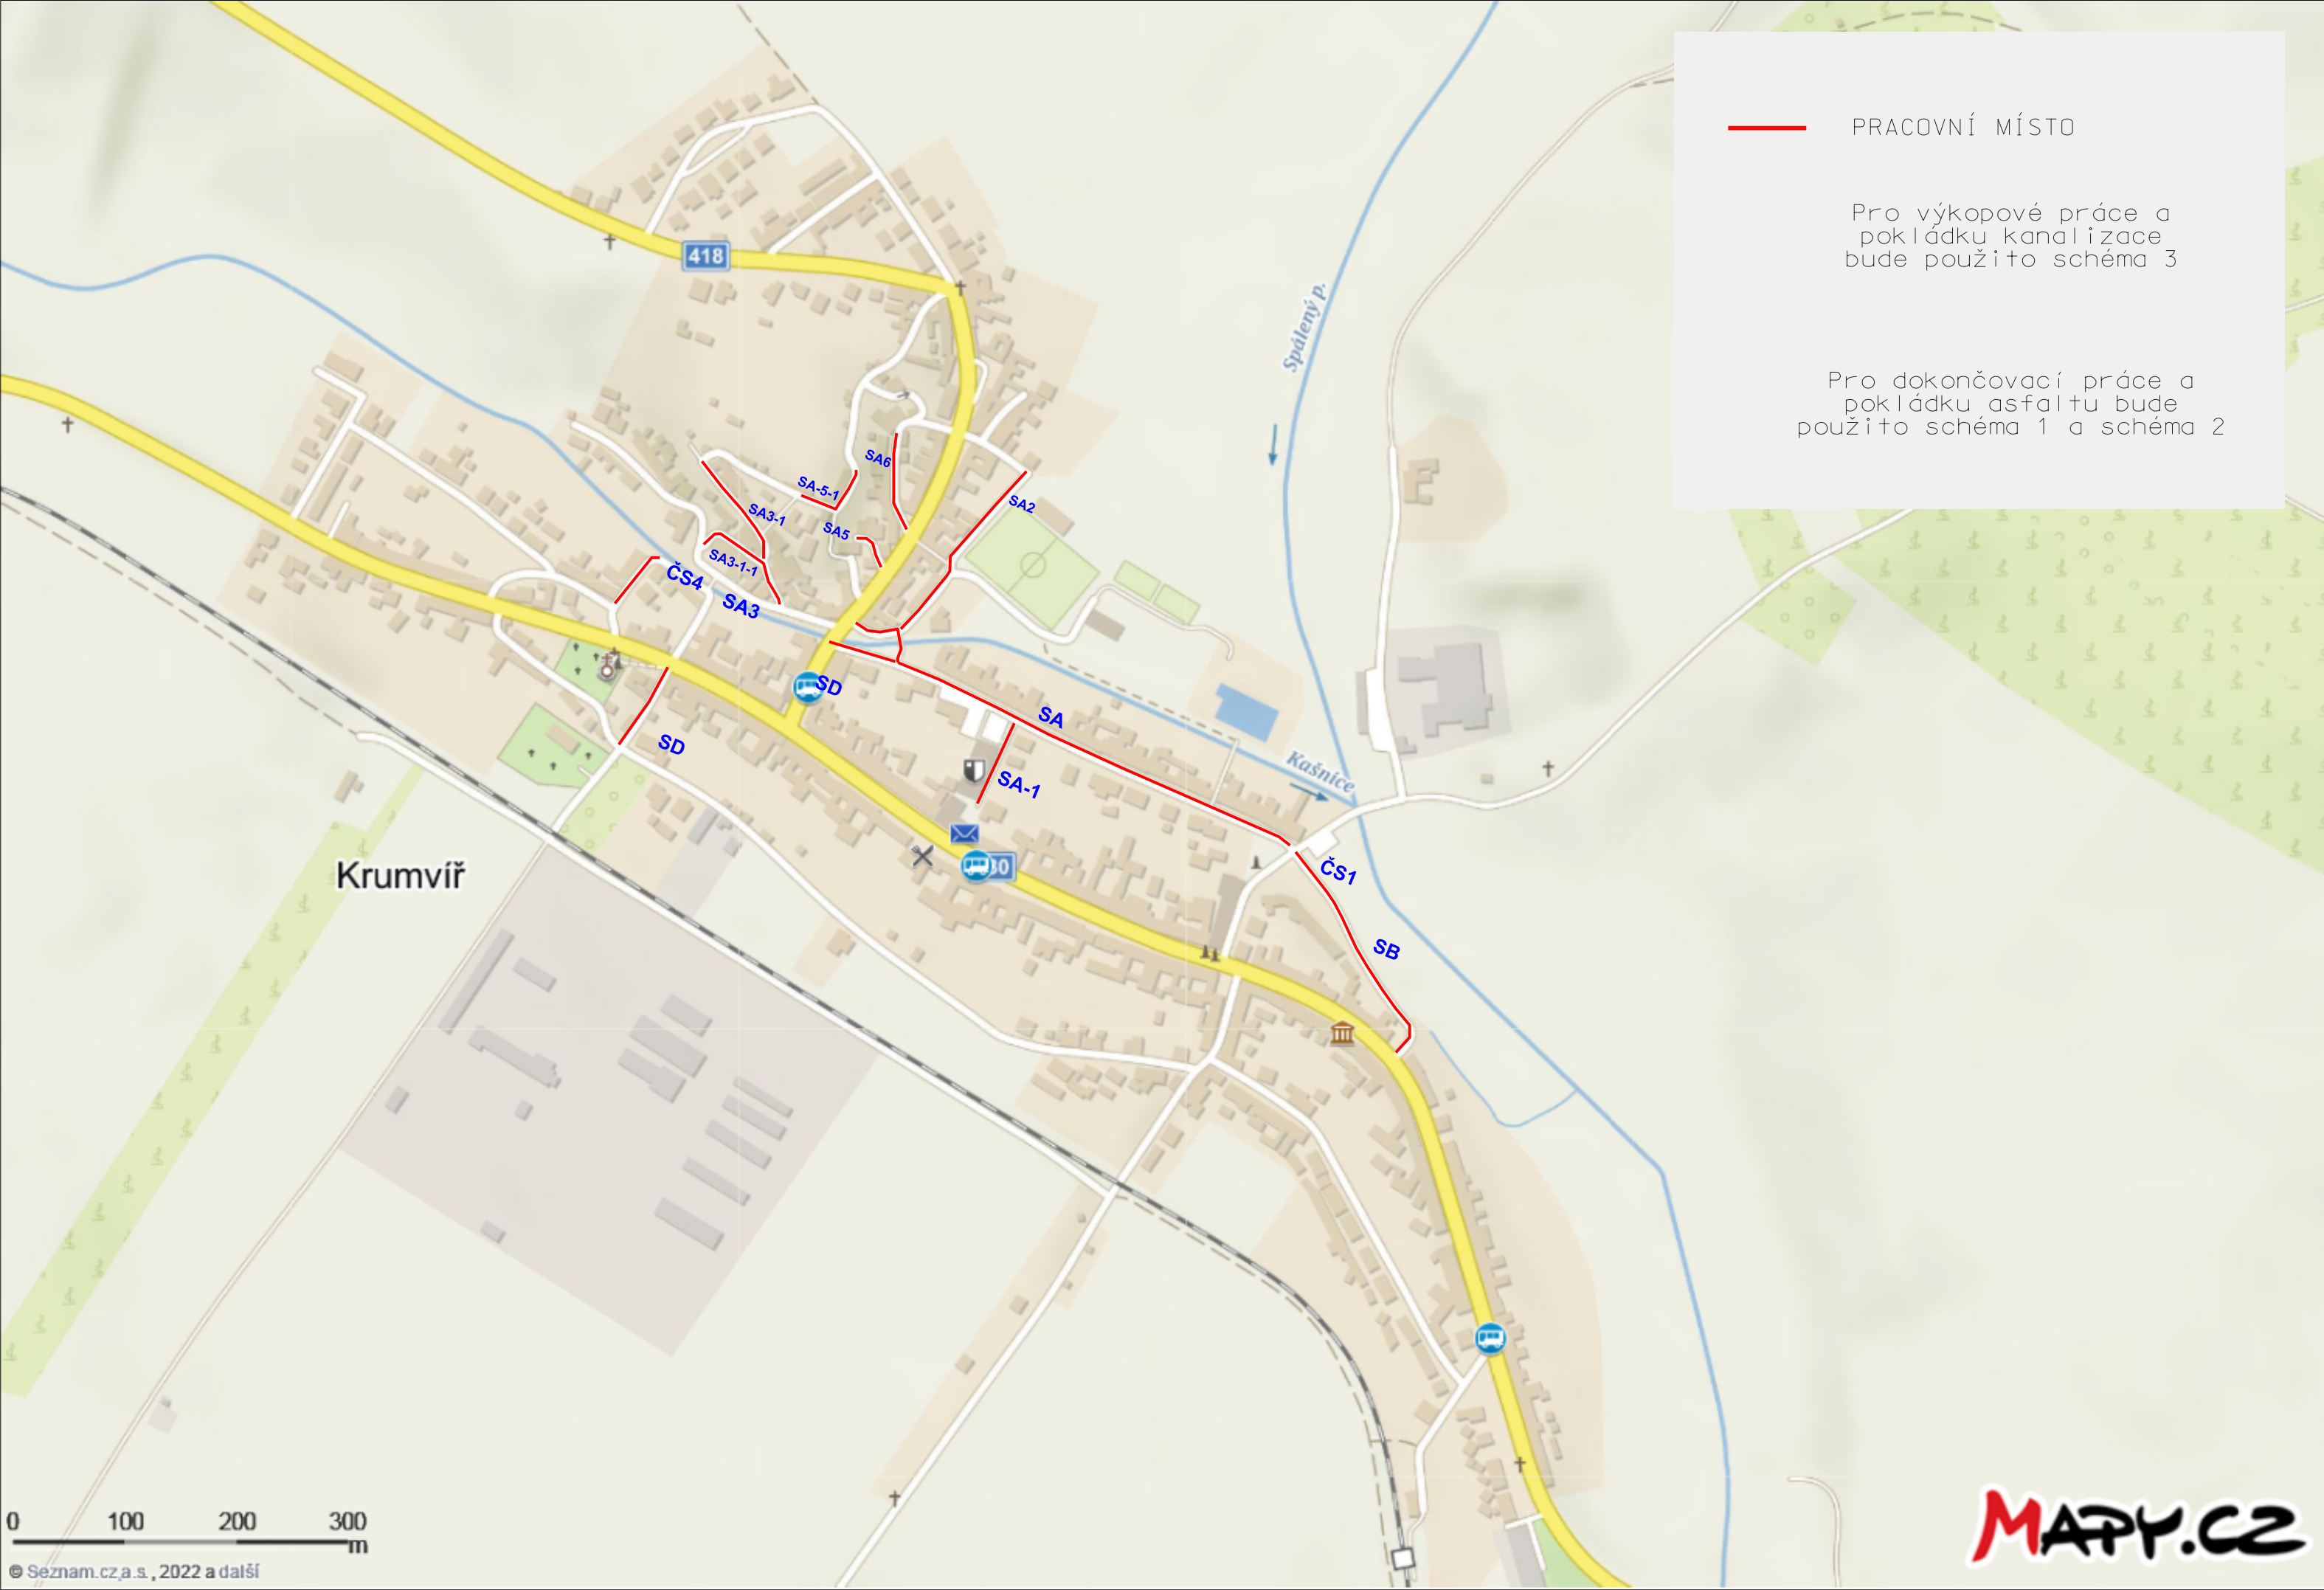 PRACOVNÍ MÍSTO
Pro výkopové práce a
pokládku kanalizace
bude použito schéma 3
Pro dokončovací práce a
pokládku asfaltu bude
použito schéma 1 a schéma 2
418
Spálený p.
SA6
SA-5-1
SA2
SA3-1
SA5
SA3-1-1
ČS4
SA3
SD
SA
SD
Kašnice
SA-1
30
ČS1
Krumvíř
SB
0 100 200 300
m
© Seznam.cz,a.s., 2022 a další
MAPY.CZ